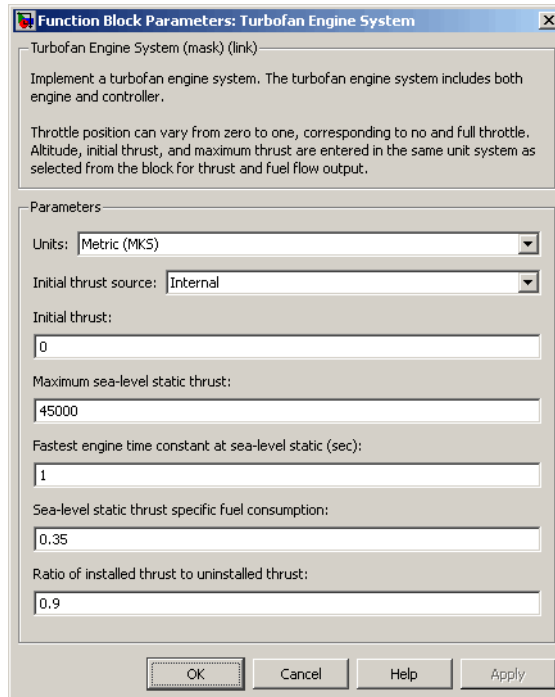 Function Block Parameters: Turbofan Engine System
Turbofan Engine System (mask) (link)
Implement a turbofan engine system. The turbofan engine system includes both
engine and controller.
Throttle position can vary from zero to one, corresponding to no and full throttle.
Altitude, initial thrust, and maximum thrust are entered in the same unit system as
selected from the block for thrust and fuel flow output.
Parameters
Units: Metric (MKS)
Initial thrust source: Internal
Initial thrust:
0
Maximum sea-level static thrust:
45000
Fastest engine time constant at sea-level static (sec):
1
Sea-level static thrust specific fuel consumption:
0.35
Ratio of installed thrust to uninstalled thrust:
0.9
OK Cancel Help Apply